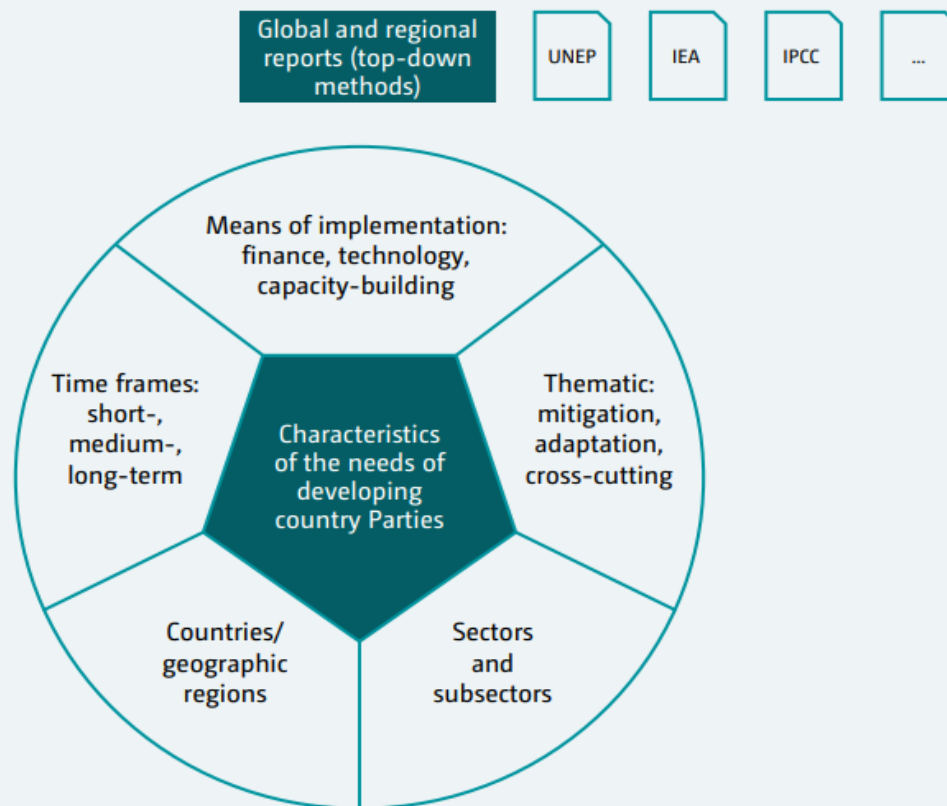 Global and regional
reports (top-down
methods)
UNEP
IEA
IPCC
...
Means of implementation:
finance, technology,
capacity-building
Time frames:
short-,
medium-,
long-term
Characteristics
of the needs of
developing
country Parties
Thematic:
mitigation,
adaptation,
cross-cutting
Countries/
geographic
regions
Sectors
and
subsectors